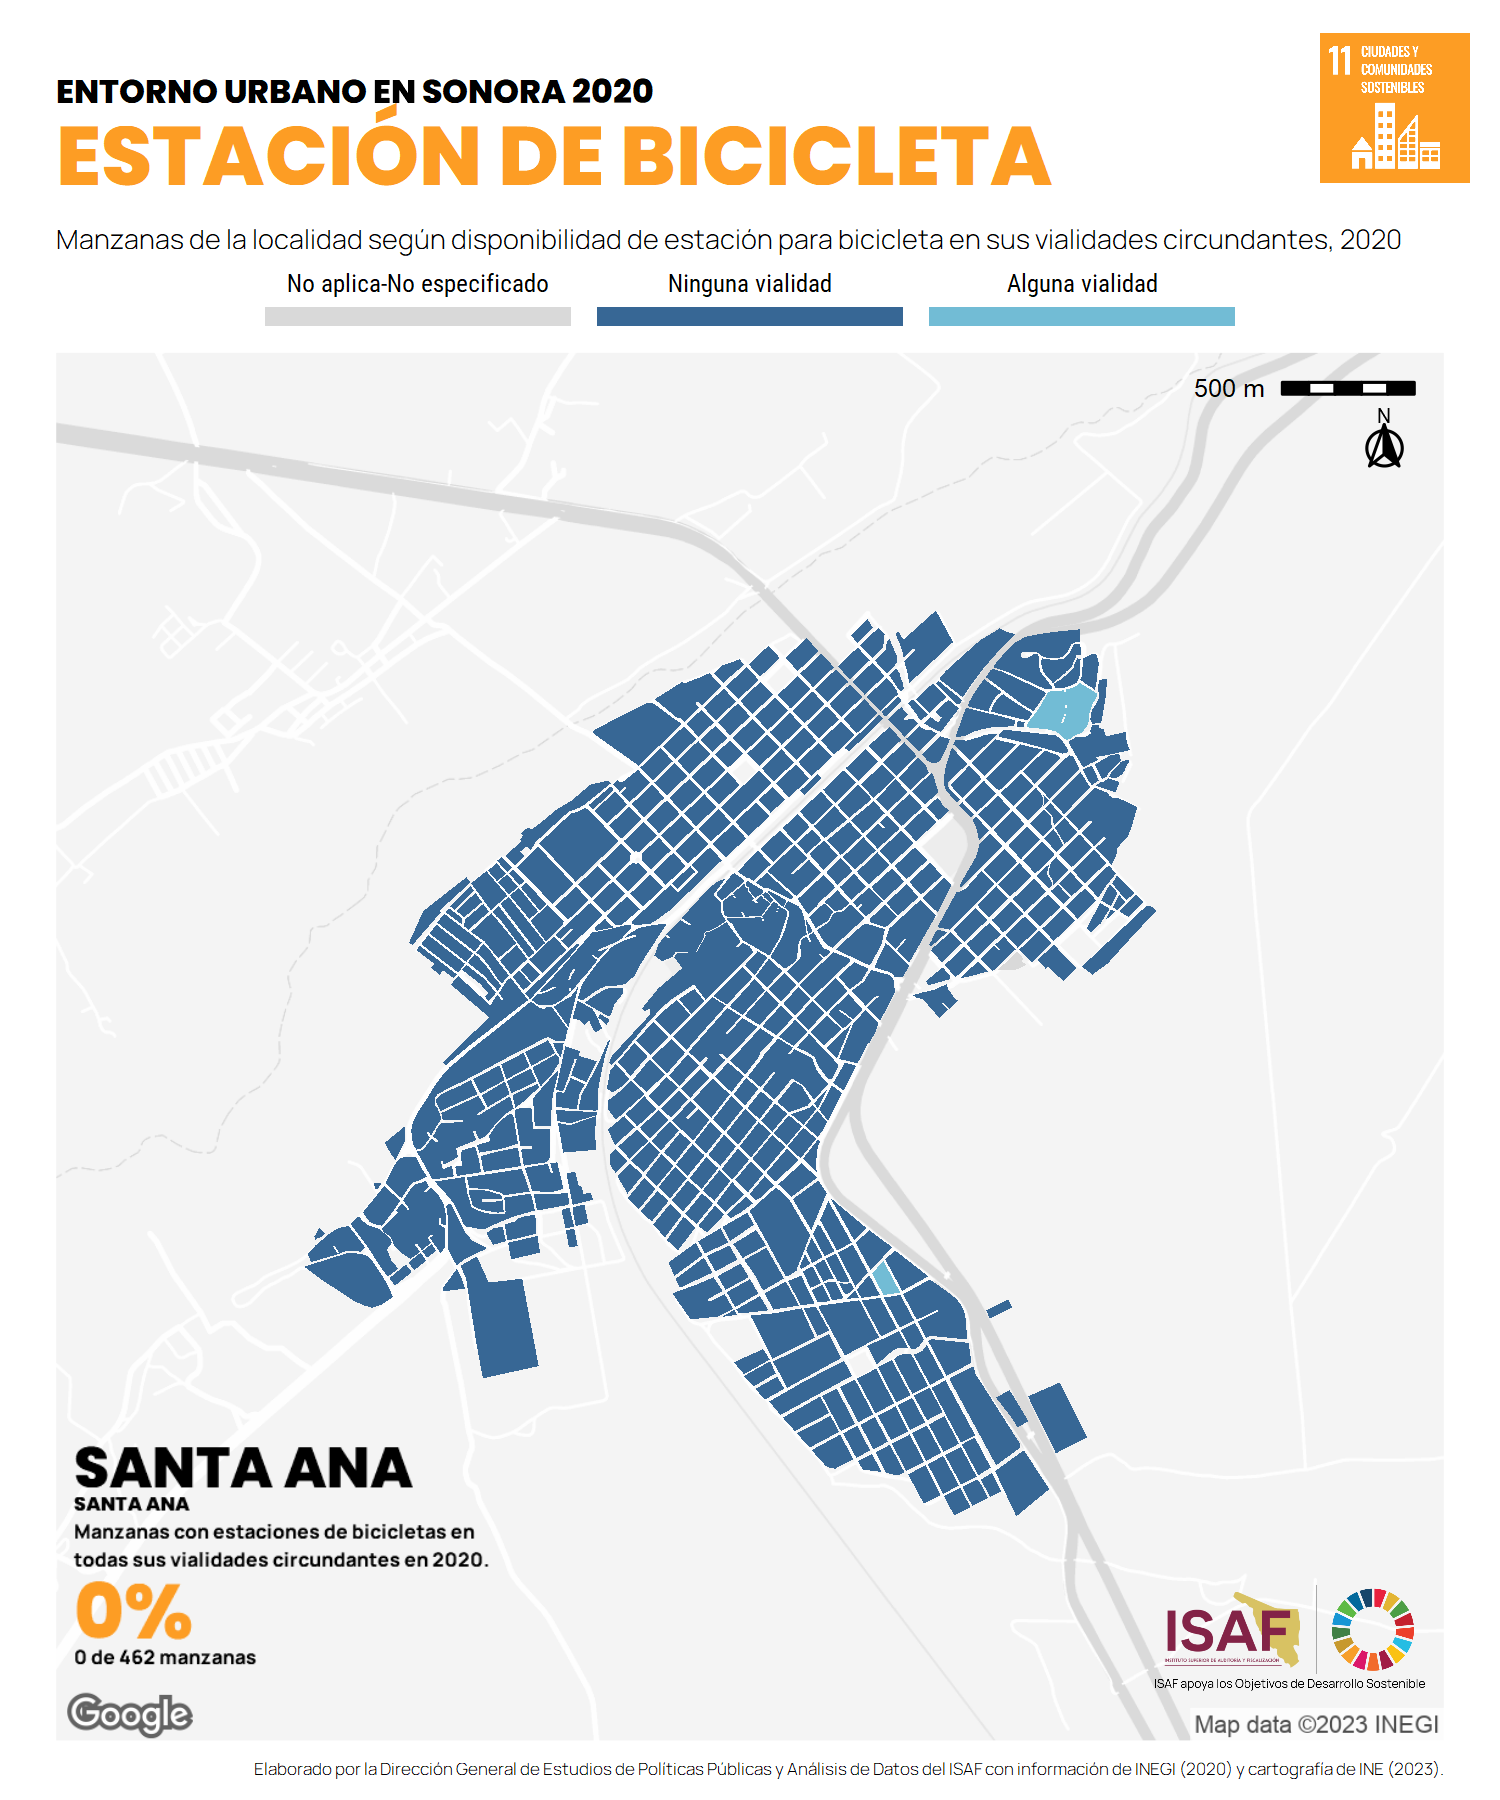 11 CIUDADES Y
COMUNIDADES
SOSTENIBLES
ENTORNO URBANO EN SONORA 2020
ESTACIÓN DE BICICLETA
Manzanas de la localidad según disponibilidad de estación para bicicleta en sus vialidades circundantes, 2020
No aplica-No especificado Ninguna vialidad Alguna vialidad
500 m
N
SANTA ANA
SANTA ANA
Manzanas con estaciones de bicicletas en
todas sus vialidades circundantes en 2020.
0%
0 de 462 manzanas
ISAF
INSTITUTO SUPERIOR DE AUDITORÍA Y FISCALIZACIÓN
ISAF apoya los Objetivos de Desarrollo Sostenible
Google
Map data ©2023 INEGI
Elaborado por la Dirección General de Estudios de Políticas Públicas y Análisis de Datos del ISAF con información de INEGI (2020) y cartografía de INE (2023).